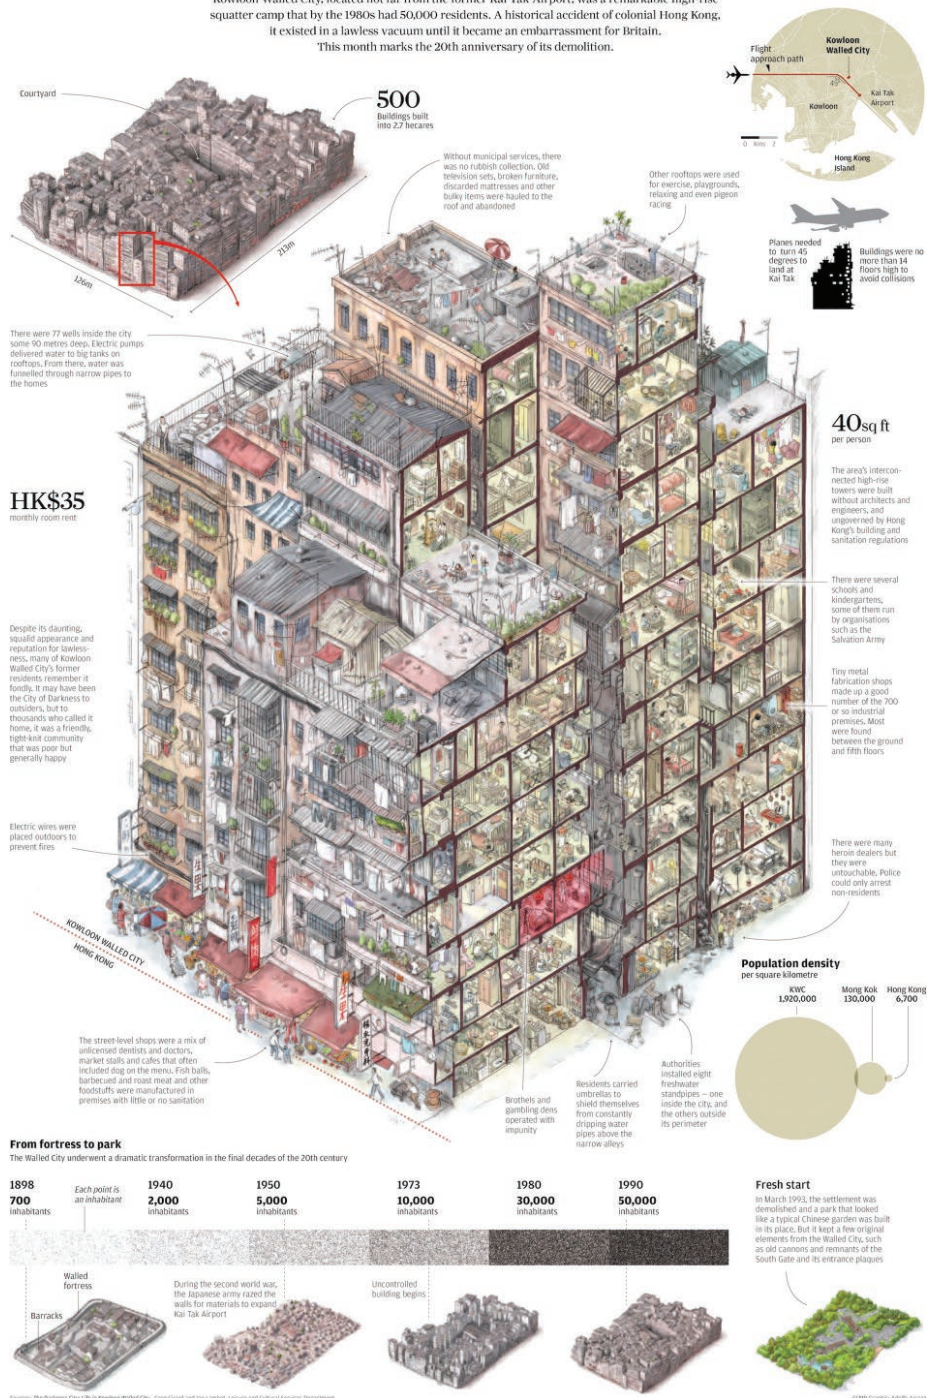 Kowloon Walled City, located not far from the former Kai Tak Airport, was a remarkable high-rise
squatter camp that by the 1980s had 50,000 residents. A historical accident of colonial Hong Kong,
it existed in a lawless vacuum until it became an embarrassment for Britain.
This month marks the 20th anniversary of its demolition.
Flight
approach path
Kowloon
Walled City
45°
Kai Tak
Airport
Kowloon
0 Kms 2
Hong Kong
Island
Courtyard
500
Buildings built
into 2.7 hecares
126m
213m
Without municipal services, there
was no rubbish collection. Old
television sets, broken furniture,
discarded mattresses and other
bulky items were hauled to the
roof and abandoned
Other rooftops were used
for exercise, playgrounds,
relaxing and even pigeon
racing
Planes needed
to turn 45
degrees to
land at
Kai Tak
Buildings were no
more than 14
floors high to
avoid collisions
There were 77 wells inside the city
some 90 metres deep. Electric pumps
delivered water to big tanks on
rooftops. From there, water was
funnelled through narrow pipes to
the homes
40sq ft
per person
The area's intercon-
nected high-rise
towers were built
without architects and
engineers, and
ungoverned by Hong
Kong's building and
sanitation regulations
HK$35
monthly room rent
There were several
schools and
kindergartens,
some of them run
by organisations
such as the
Salvation Army
Despite its daunting,
squalid appearance and
reputation for lawless-
ness, many of Kowloon
Walled City's former
residents remember it
fondly. It may have been
the City of Darkness to
outsiders, but to
thousands who called it
home, it was a friendly,
tight-knit community
that was poor but
generally happy
Tiny metal
fabrication shops
made up a good
number of the 700
or so industrial
premises. Most
were found
between the ground
and fifth floors
Electric wires were
placed outdoors to
prevent fires
There were many
heroin dealers but
they were
untouchable. Police
could only arrest
non-residents
KOWLOON WALLED CITY
HONG KONG
Population density
per square kilometre
KWC
1,920,000
Mong Kok
130,000
Hong Kong
6,700
The street-level shops were a mix of
unlicensed dentists and doctors,
market stalls and cafes that often
included dog on the menu. Fish balls,
barbecued and roast meat and other
foodstuffs were manufactured in
premises with little or no sanitation
Brothels and
gambling dens
operated with
impunity
Residents carried
umbrellas to
shield themselves
from constantly
dripping water
pipes above the
narrow alleys
Authorities
installed eight
freshwater
standpipes – one
inside the city, and
the others outside
its perimeter
From fortress to park
The Walled City underwent a dramatic transformation in the final decades of the 20th century
1898
700
inhabitants
Each point is
an inhabitant
1940
2,000
inhabitants
1950
5,000
inhabitants
1973
10,000
inhabitants
1980
30,000
inhabitants
1990
50,000
inhabitants
Fresh start
In March 1993, the settlement was
demolished and a park that looked
like a typical Chinese garden was built
in its place. But it kept a few original
elements from the Walled City, such
as old cannons and remnants of the
South Gate and its entrance plaques
Walled
fortress
Barracks
During the second world war,
the Japanese army razed the
walls for materials to expand
Kai Tak Airport
Uncontrolled
building begins